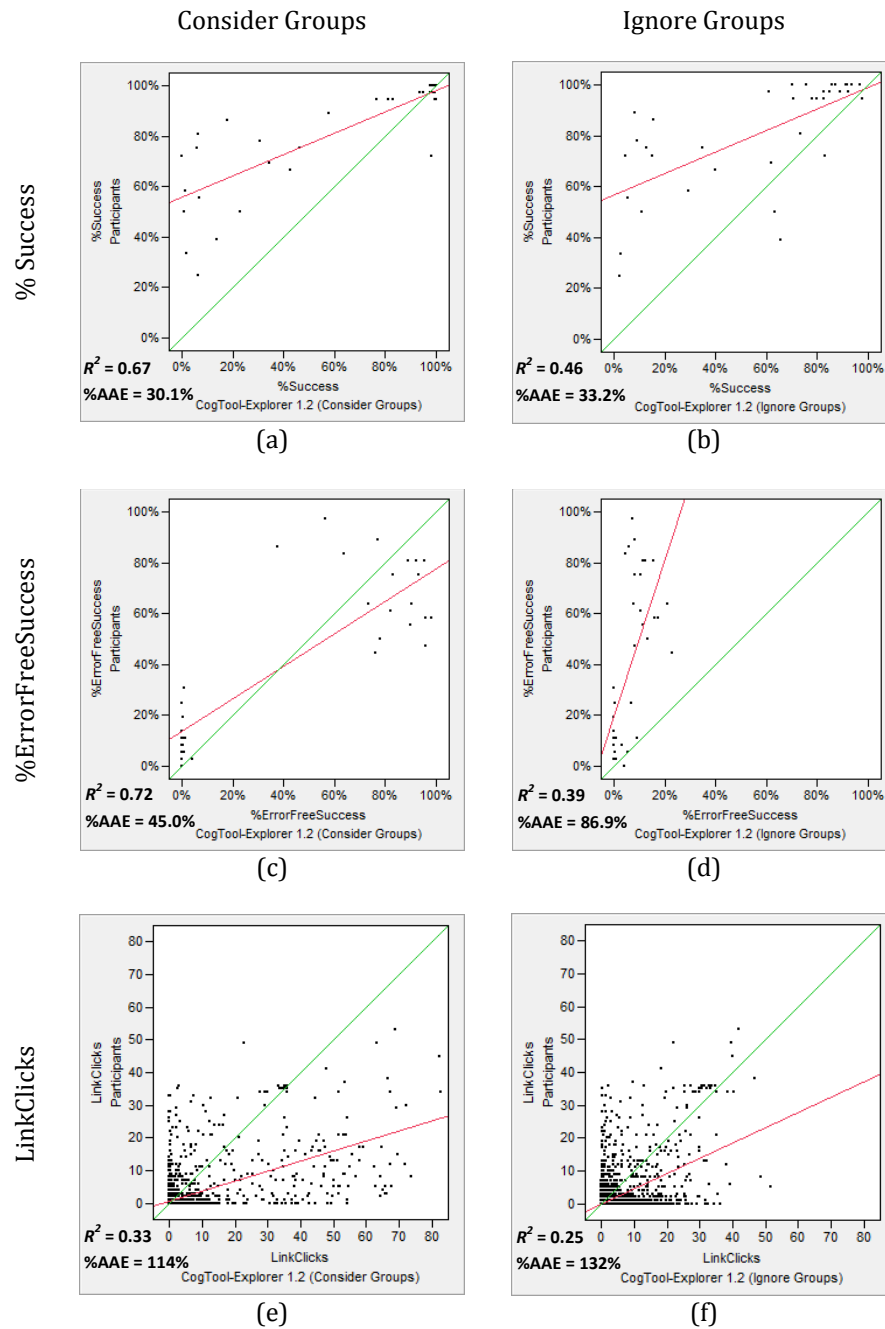 Consider Groups
Ignore Groups
% Success
100%
80%
60%
40%
20%
0%
%Success
Participants
0%
20%
40%
60%
80%
100%
R² = 0.67
%AAE = 30.1%
%Success
CogTool-Explorer 1.2 (Consider Groups)
(a)
100%
80%
60%
40%
20%
0%
%Success
Participants
0%
20%
40%
60%
80%
100%
R² = 0.46
%AAE = 33.2%
%Success
CogTool-Explorer 1.2 (Ignore Groups)
(b)
%ErrorFreeSuccess
100%
80%
60%
40%
20%
0%
%ErrorFreeSuccess
Participants
0%
20%
40%
60%
80%
100%
R² = 0.72
%AAE = 45.0%
%ErrorFreeSuccess
CogTool-Explorer 1.2 (Consider Groups)
(c)
100%
80%
60%
40%
20%
0%
%ErrorFreeSuccess
Participants
0%
20%
40%
60%
80%
100%
R² = 0.39
%AAE = 86.9%
%ErrorFreeSuccess
CogTool-Explorer 1.2 (Ignore Groups)
(d)
LinkClicks
80
70
60
50
40
30
20
10
0
LinkClicks
Participants
0
10
20
30
40
50
60
70
80
R² = 0.33
%AAE = 114%
LinkClicks
CogTool-Explorer 1.2 (Consider Groups)
(e)
80
70
60
50
40
30
20
10
0
LinkClicks
Participants
0
10
20
30
40
50
60
70
80
R² = 0.25
%AAE = 132%
LinkClicks
CogTool-Explorer 1.2 (Ignore Groups)
(f)